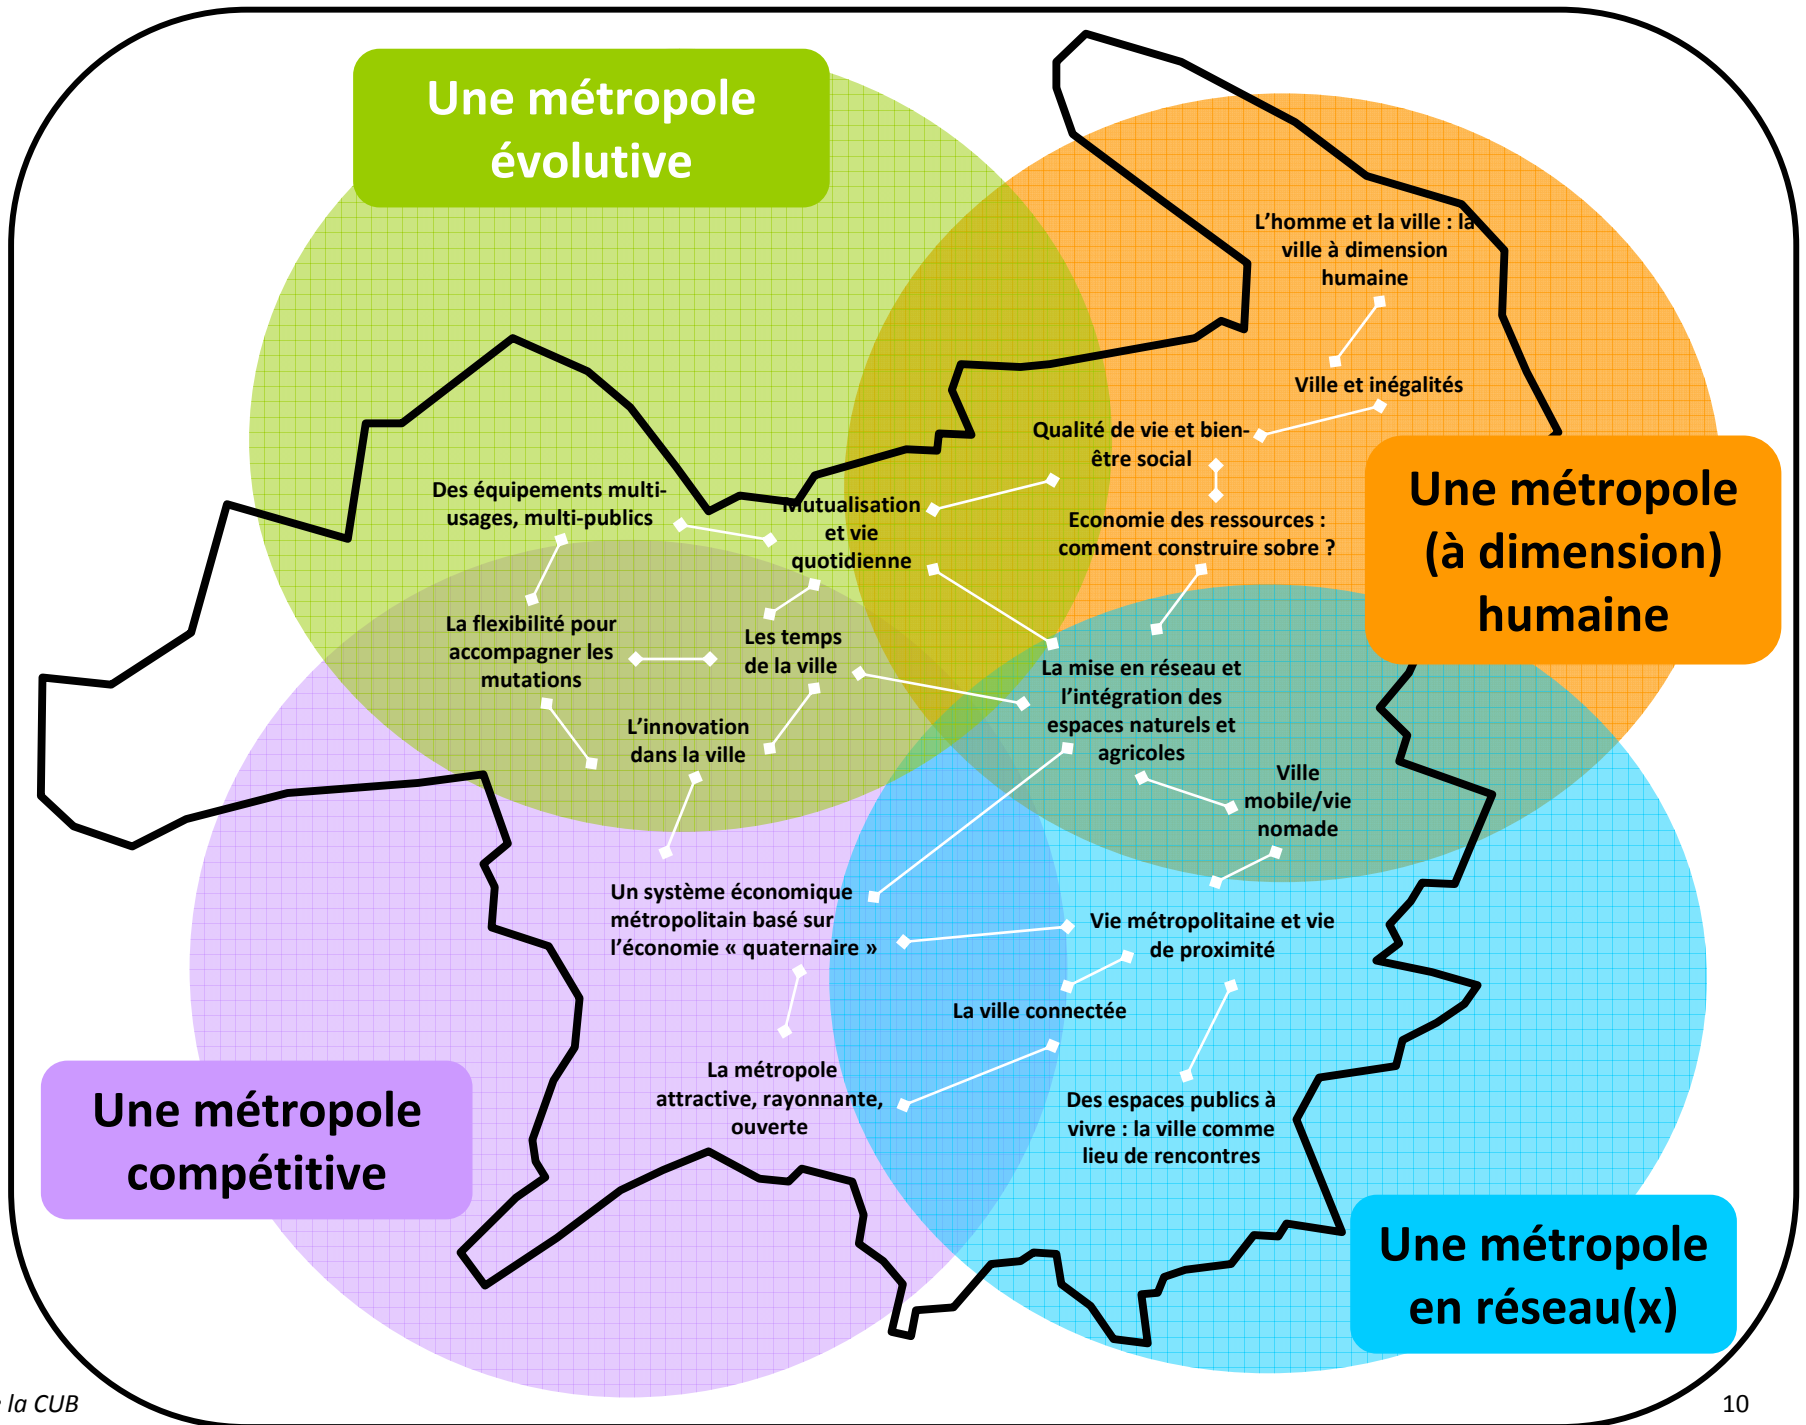 Une métropole
évolutive
L'homme et la ville : la
ville à dimension
humaine
Ville et inégalités
Qualité de vie et bien-
être social
Une métropole
(à dimension)
humaine
Des équipements multi-
usages, multi-publics
Mutualisation
et vie
quotidienne
Economie des ressources :
comment construire sobre ?
La flexibilité pour
accompagner les
mutations
Les temps
de la ville
La mise en réseau et
l'intégration des
espaces naturels et
agricoles
L'innovation
dans la ville
Ville
mobile/vie
nomade
Un système économique
métropolitain basé sur
l'économie « quaternaire »
Vie métropolitaine et vie
de proximité
La ville connectée
La métropole
attractive, rayonnante,
ouverte
Des espaces publics à
vivre : la ville comme
lieu de rencontres
Une métropole
compétitive
Une métropole
en réseau(x)
la CUB
10